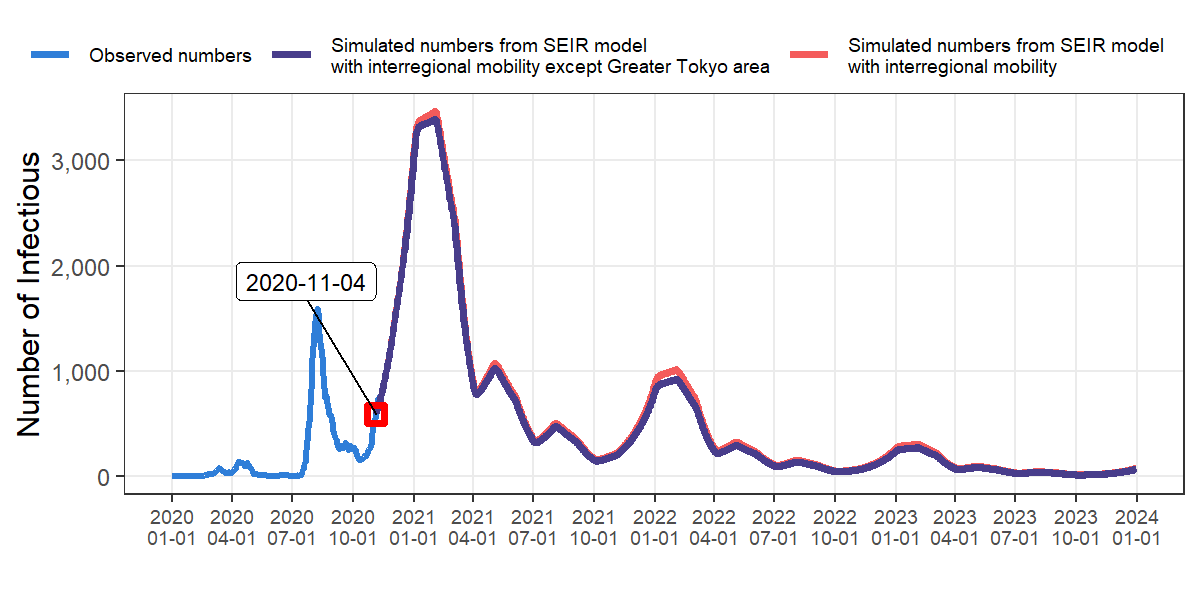 Observed numbers
Simulated numbers from SEIR model
with interregional mobility except Greater Tokyo area
Simulated numbers from SEIR model
with interregional mobility
Number of Infectious
3,000
2,000
1,000
0
2020-11-04
2020 2020 2020 2020 2021 2021 2021 2021 2022 2022 2022 2022 2023 2023 2023 2023 2024
01-01 04-01 07-01 10-01 01-01 04-01 07-01 10-01 01-01 04-01 07-01 10-01 01-01 04-01 07-01 10-01 01-01